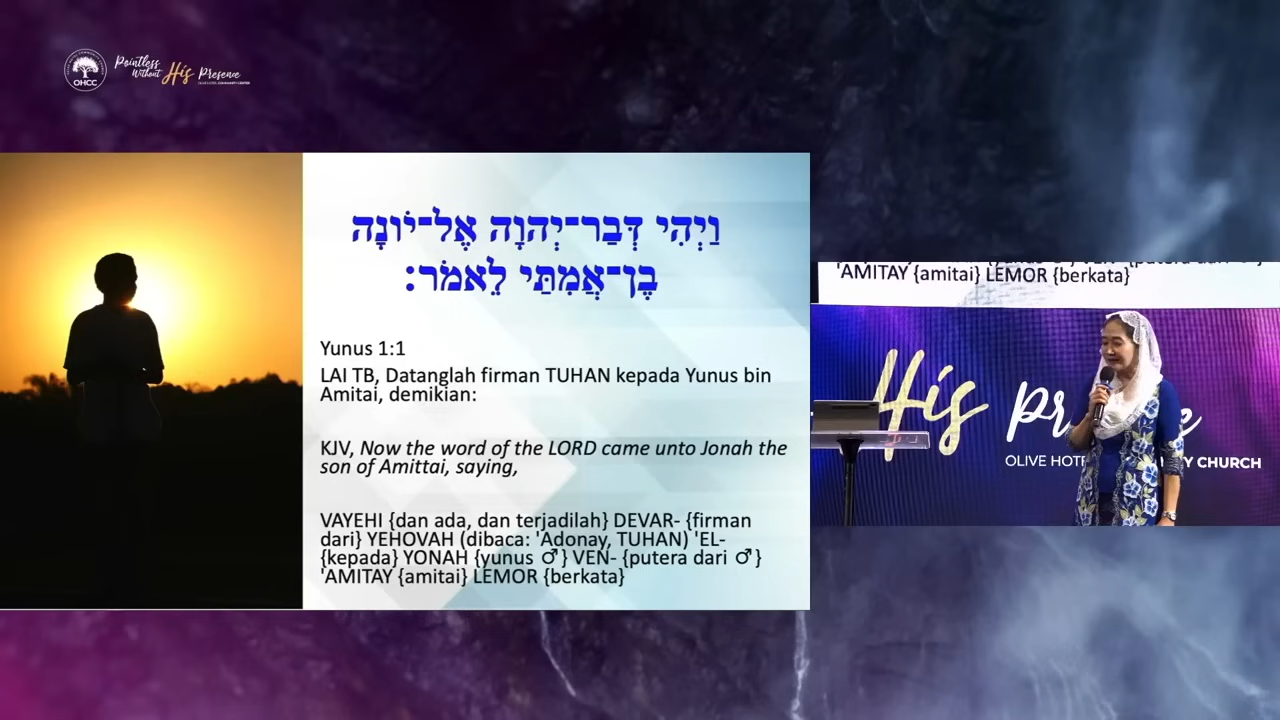 OHCC
Pointless
Without His Presence
וַיְהִי דְּבַר־יְהוָה אֶל־יוֹנָה
בֶן־אֲמִתַּי לֵאמֹר׃
Yunus 1:1
LAI TB, Datanglah firman TUHAN kepada Yunus bin
Amitai, demikian:
KJV, Now the word of the LORD came unto Jonah the
son of Amittai, saying,
VAYEHI {dan ada, dan terjadilah} DEVAR- {firman
dari} YEHOVAH (dibaca: 'Adonay, TUHAN) 'EL-
{kepada} YONAH {yunus ♂} VEN- {putera dari ♂}
'AMITAY {amitai} LEMOR {berkata}
'AMITAY {amitai} LEMOR {berkata}
His
OLIVE CHURCH